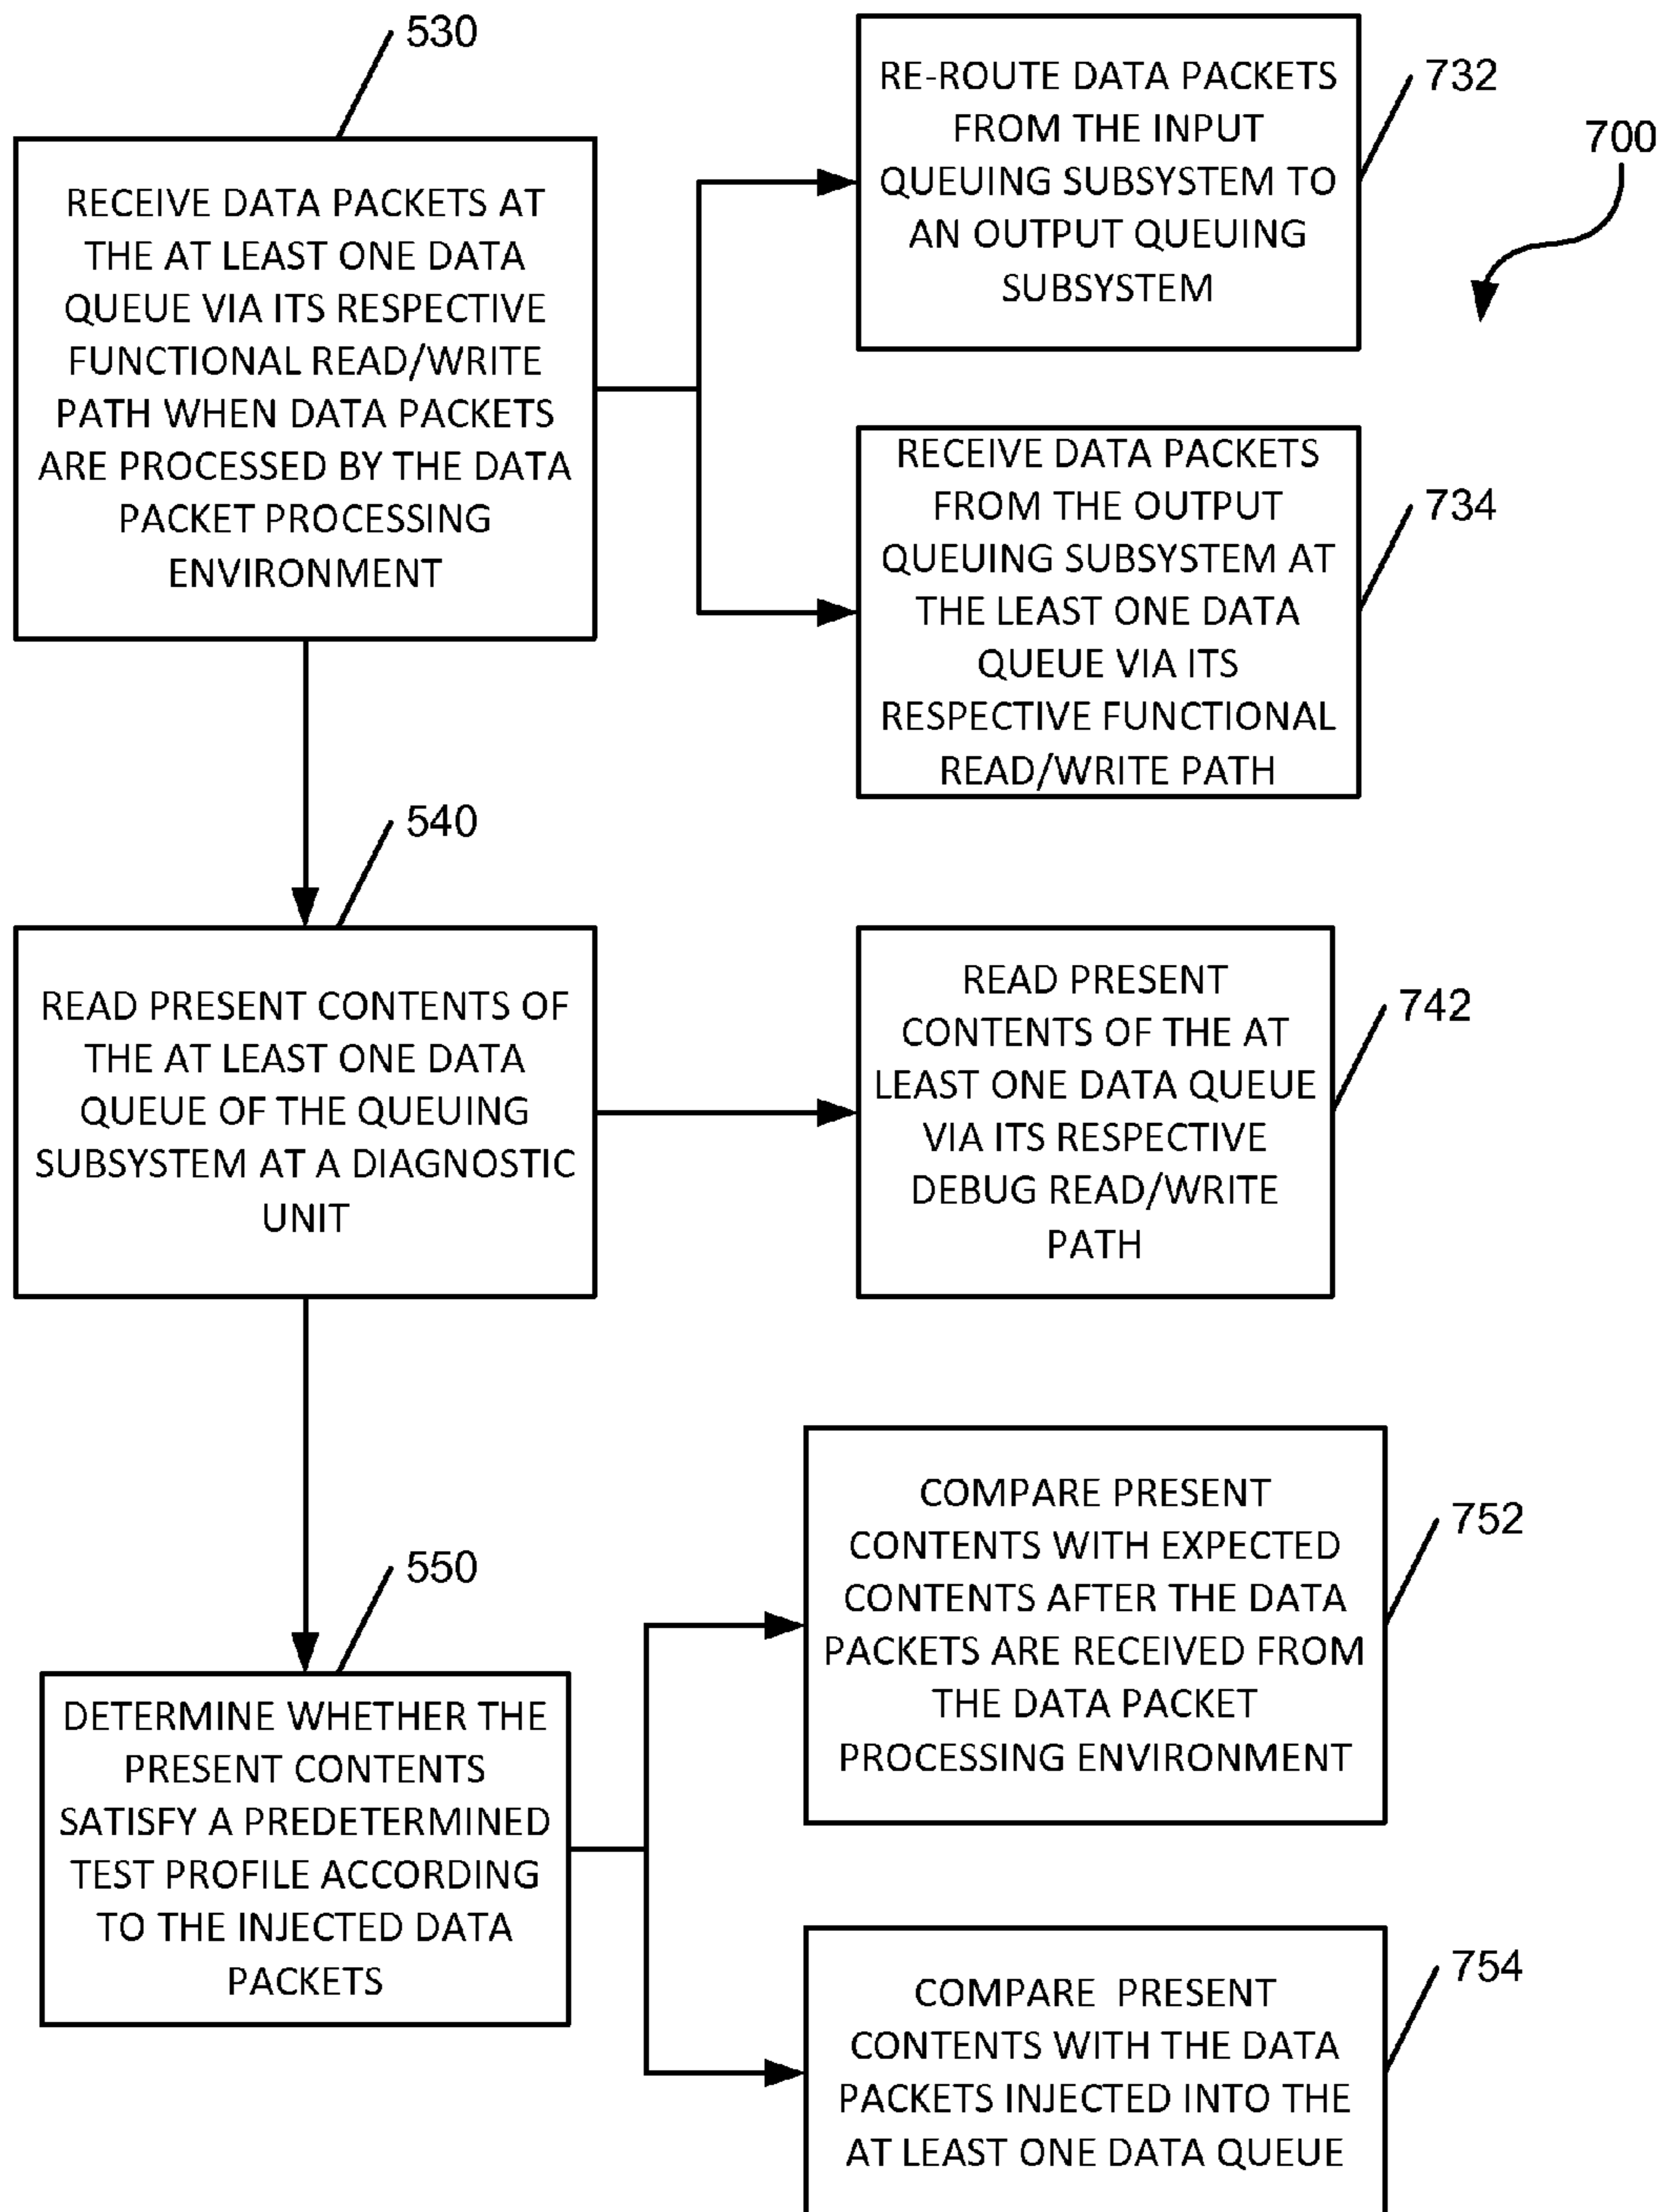 530
RECEIVE DATA PACKETS AT
THE AT LEAST ONE DATA
QUEUE VIA ITS RESPECTIVE
FUNCTIONAL READ/WRITE
PATH WHEN DATA PACKETS
ARE PROCESSED BY THE DATA
PACKET PROCESSING
ENVIRONMENT
RE-ROUTE DATA PACKETS
FROM THE INPUT
QUEUING SUBSYSTEM TO
AN OUTPUT QUEUING
SUBSYSTEM
732
700
RECEIVE DATA PACKETS
FROM THE OUTPUT
QUEUING SUBSYSTEM AT
THE LEAST ONE DATA
QUEUE VIA ITS
RESPECTIVE FUNCTIONAL
READ/WRITE PATH
734
540
READ PRESENT CONTENTS OF
THE AT LEAST ONE DATA
QUEUE OF THE QUEUING
SUBSYSTEM AT A DIAGNOSTIC
UNIT
READ PRESENT
CONTENTS OF THE AT
LEAST ONE DATA QUEUE
VIA ITS RESPECTIVE
DEBUG READ/WRITE
PATH
742
550
DETERMINE WHETHER THE
PRESENT CONTENTS
SATISFY A PREDETERMINED
TEST PROFILE ACCORDING
TO THE INJECTED DATA
PACKETS
COMPARE PRESENT
CONTENTS WITH EXPECTED
CONTENTS AFTER THE DATA
PACKETS ARE RECEIVED FROM
THE DATA PACKET
PROCESSING ENVIRONMENT
752
COMPARE PRESENT
CONTENTS WITH THE DATA
PACKETS INJECTED INTO THE
AT LEAST ONE DATA QUEUE
754